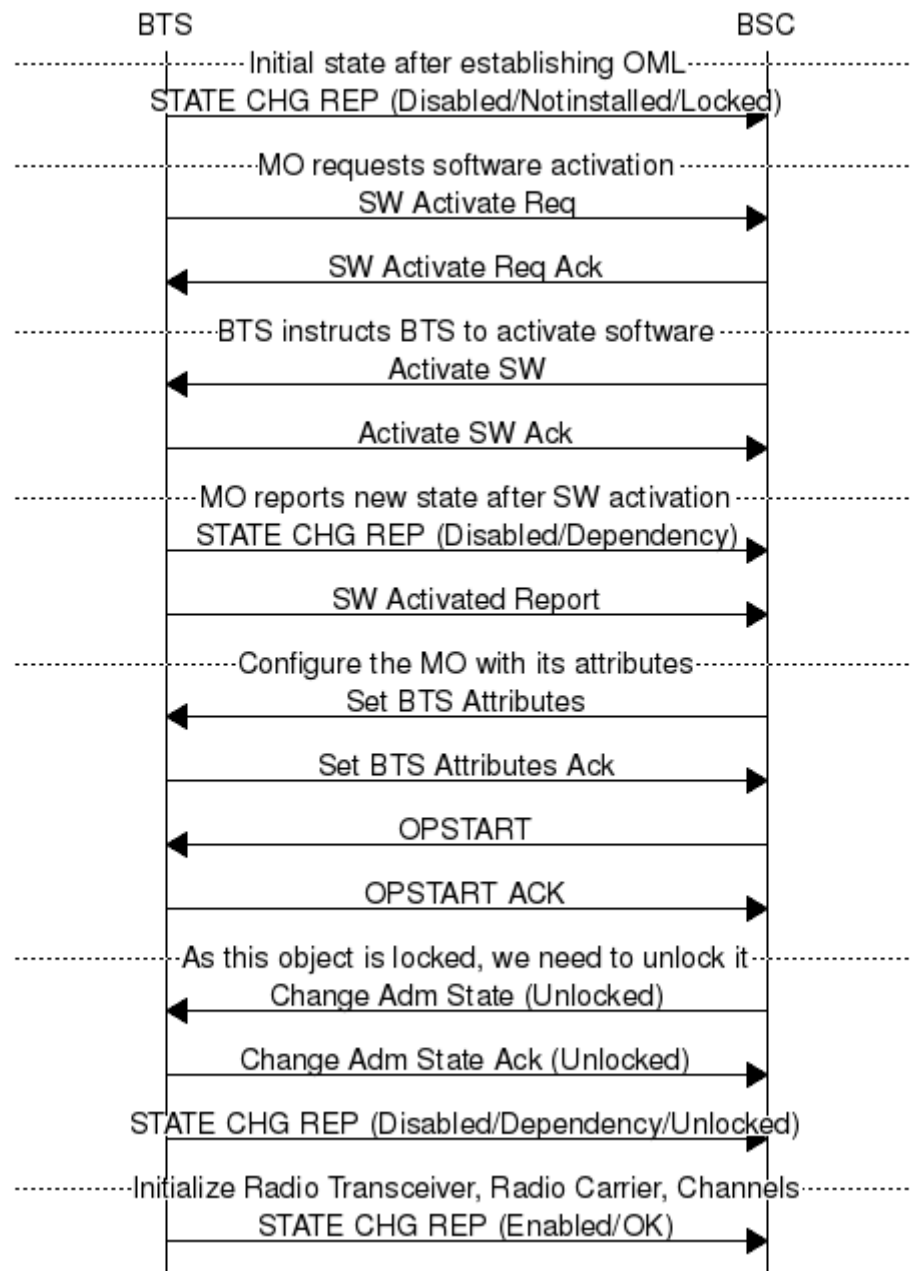 BTS BSC
Initial state after establishing OML
STATE CHG REP (Disabled/Notinstalled/Locked)
MO requests software activation
SW Activate Req
SW Activate Req Ack
BTS instructs BTS to activate software
Activate SW
Activate SW Ack
MO reports new state after SW activation
STATE CHG REP (Disabled/Dependency)
SW Activated Report
Configure the MO with its attributes
Set BTS Attributes
Set BTS Attributes Ack
OPSTART
OPSTART ACK
As this object is locked, we need to unlock it
Change Adm State (Unlocked)
Change Adm State Ack (Unlocked)
STATE CHG REP (Disabled/Dependency/Unlocked)
Initialize Radio Transceiver, Radio Carrier, Channels
STATE CHG REP (Enabled/OK)